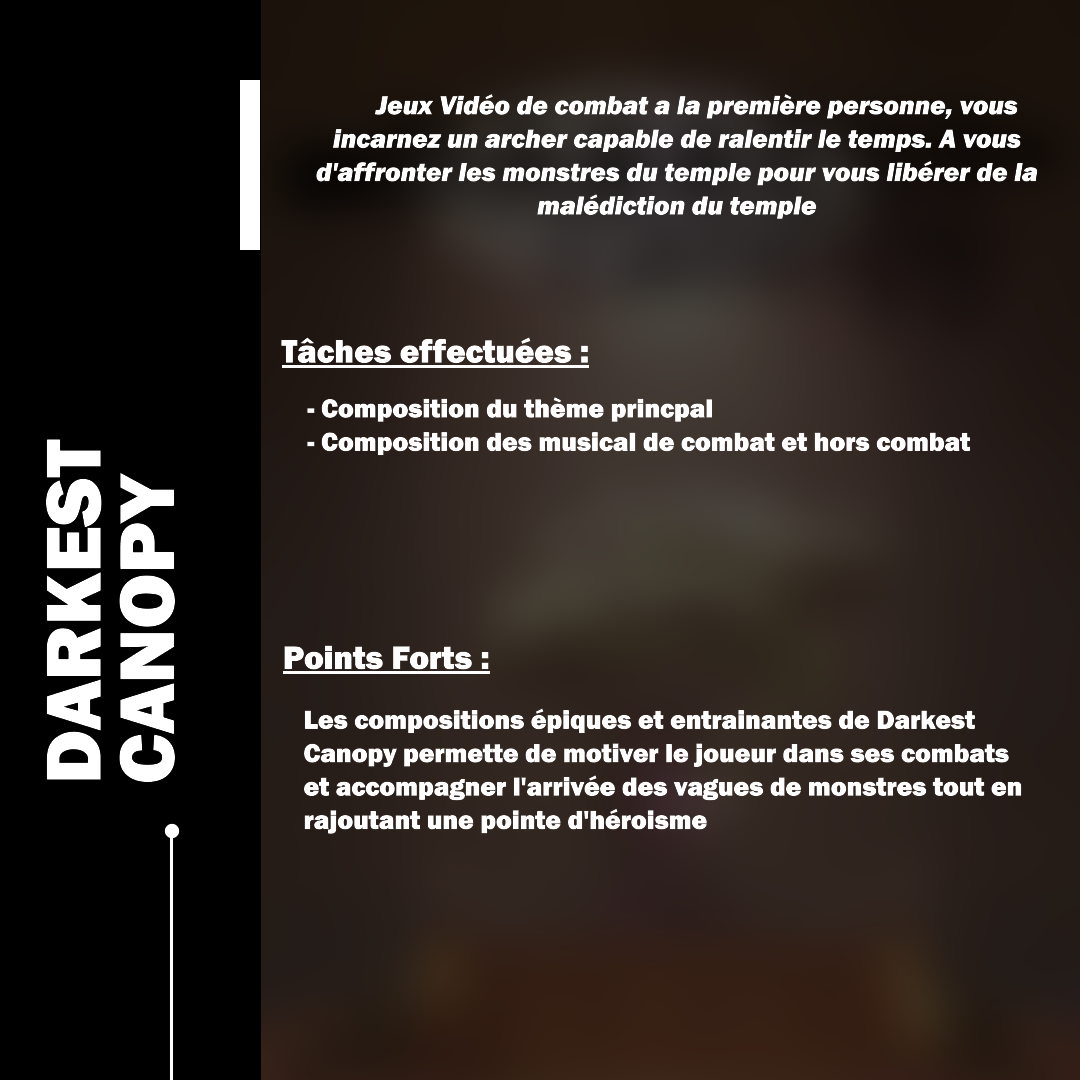 DARKEST
CANOPY
Jeux Vidéo de combat a la première personne, vous
incarnez un archer capable de ralentir le temps. A vous
d'affronter les monstres du temple pour vous libérer de la
malédiction du temple
Tâches effectuées :
- Composition du thème princpal
- Composition des musical de combat et hors combat
Points Forts :
Les compositions épiques et entrainantes de Darkest
Canopy permette de motiver le joueur dans ses combats
et accompagner l'arrivée des vagues de monstres tout en
rajoutant une pointe d'héroisme